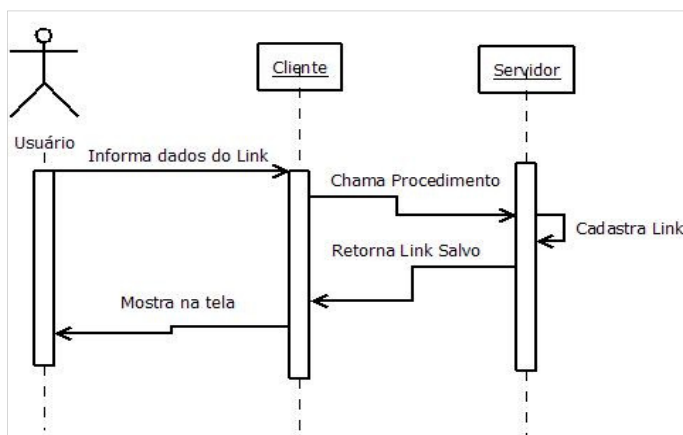 Cliente
Servidor
Usuário
Informa dados do Link
Chama Procedimento
Cadastra Link
Retorna Link Salvo
Mostra na tela